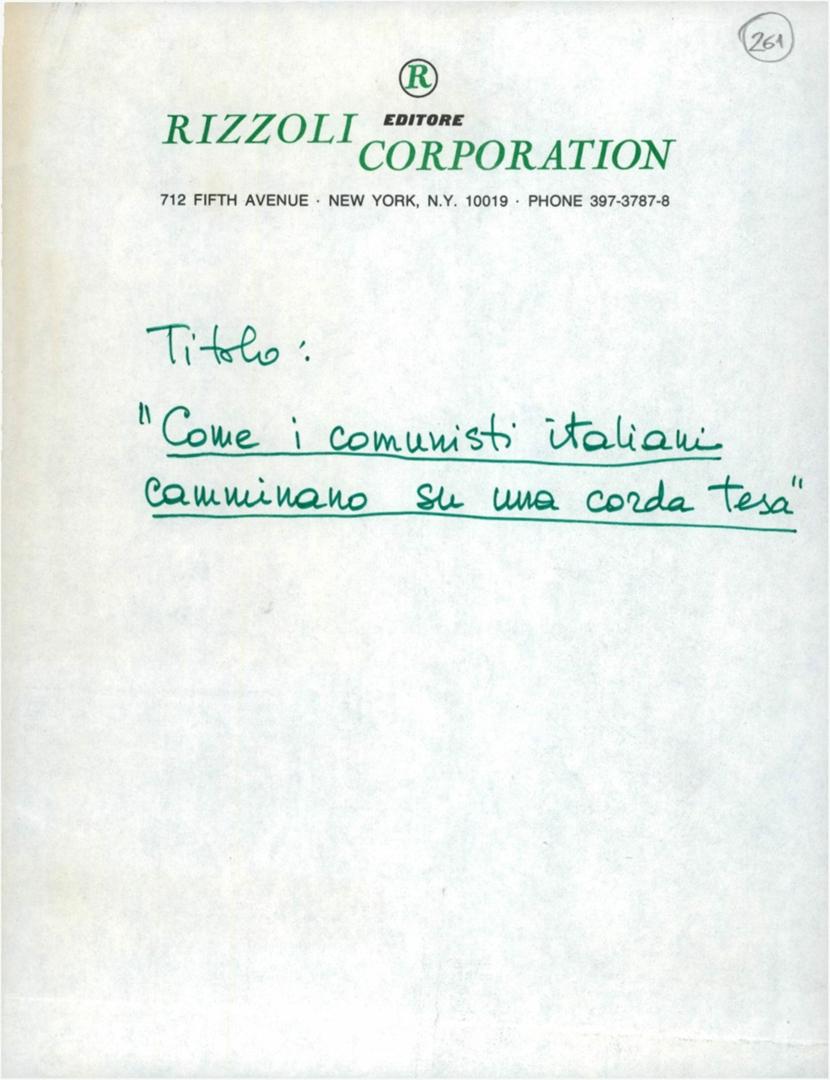 261
R
RIZZOLI EDITORE
CORPORATION
712 FIFTH AVENUE · NEW YORK, N.Y. 10019 · PHONE 397-3787-8
Titolo:
"Come i comunisti italiani
camminano su una corda tesa"